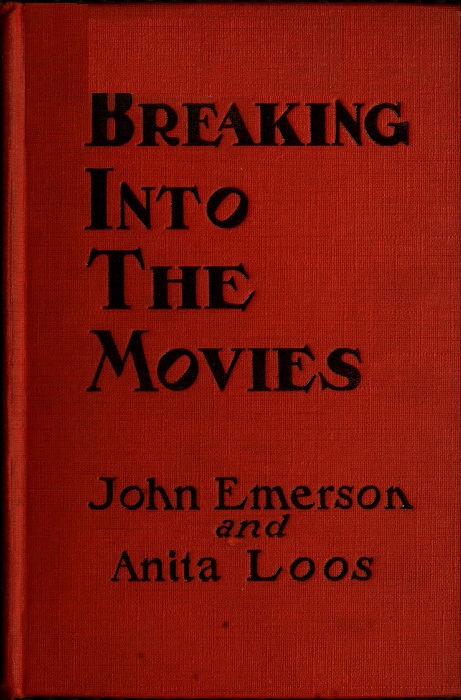 BREAKING
INTO
THE
MOVIES
John Emerson
and
Anita Loos